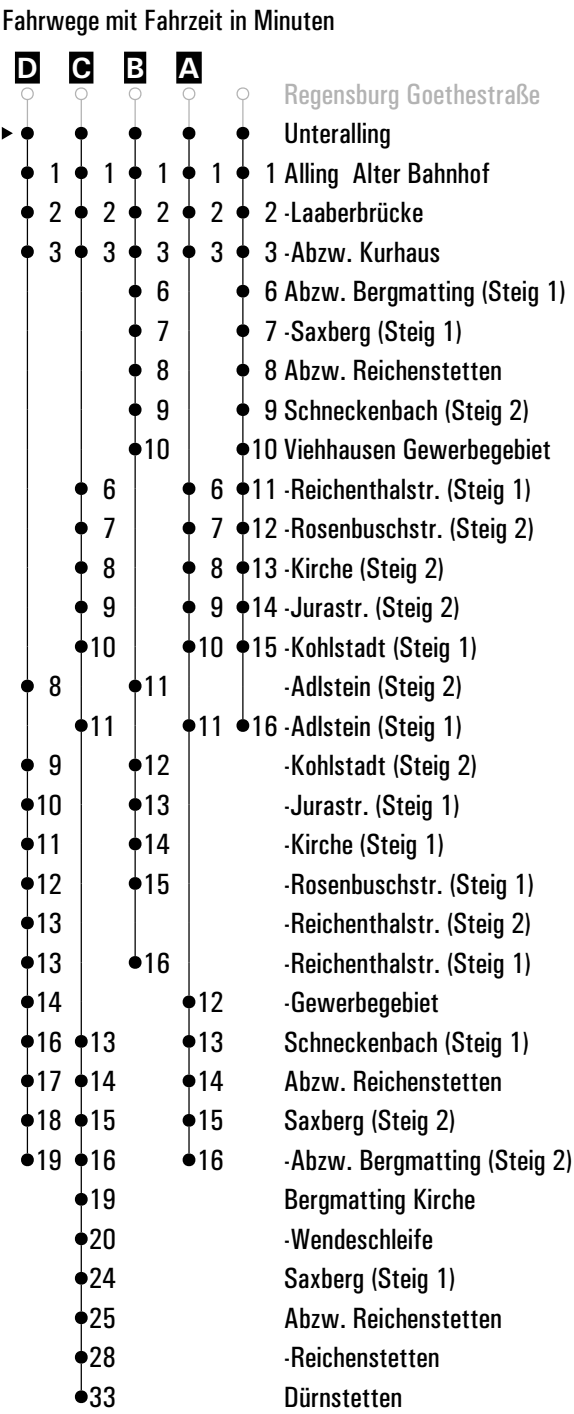 Fahrwege mit Fahrzeit in Minuten
D C B A
Regensburg Goethestraße
Unteralling
1 1 1 1 1 Alling Alter Bahnhof
2 2 2 2 2 -Laaberbrücke
3 3 3 3 3 -Abzw. Kurhaus
6 6 Abzw. Bergmatting (Steig 1)
7 7 -Saxberg (Steig 1)
8 8 Abzw. Reichenstetten
9 9 Schneckenbach (Steig 2)
10 10 Viehhausen Gewerbegebiet
6 6 11 -Reichenthalstr. (Steig 1)
7 7 12 -Rosenbuschstr. (Steig 2)
8 8 13 -Kirche (Steig 2)
9 9 14 -Jurastr. (Steig 2)
10 10 15 -Kohlstadt (Steig 1)
8 11 -Adlstein (Steig 2)
11 11 16 -Adlstein (Steig 1)
9 12 -Kohlstadt (Steig 2)
10 13 -Jurastr. (Steig 1)
11 14 -Kirche (Steig 1)
12 15 -Rosenbuschstr. (Steig 1)
13 -Reichenthalstr. (Steig 2)
13 16 -Reichenthalstr. (Steig 1)
14 12 -Gewerbegebiet
16 13 13 Schneckenbach (Steig 1)
17 14 14 Abzw. Reichenstetten
18 15 15 Saxberg (Steig 2)
19 16 16 -Abzw. Bergmatting (Steig 2)
19 Bergmatting Kirche
20 -Wendeschleife
24 Saxberg (Steig 1)
25 Abzw. Reichenstetten
28 -Reichenstetten
33 Dürnstetten